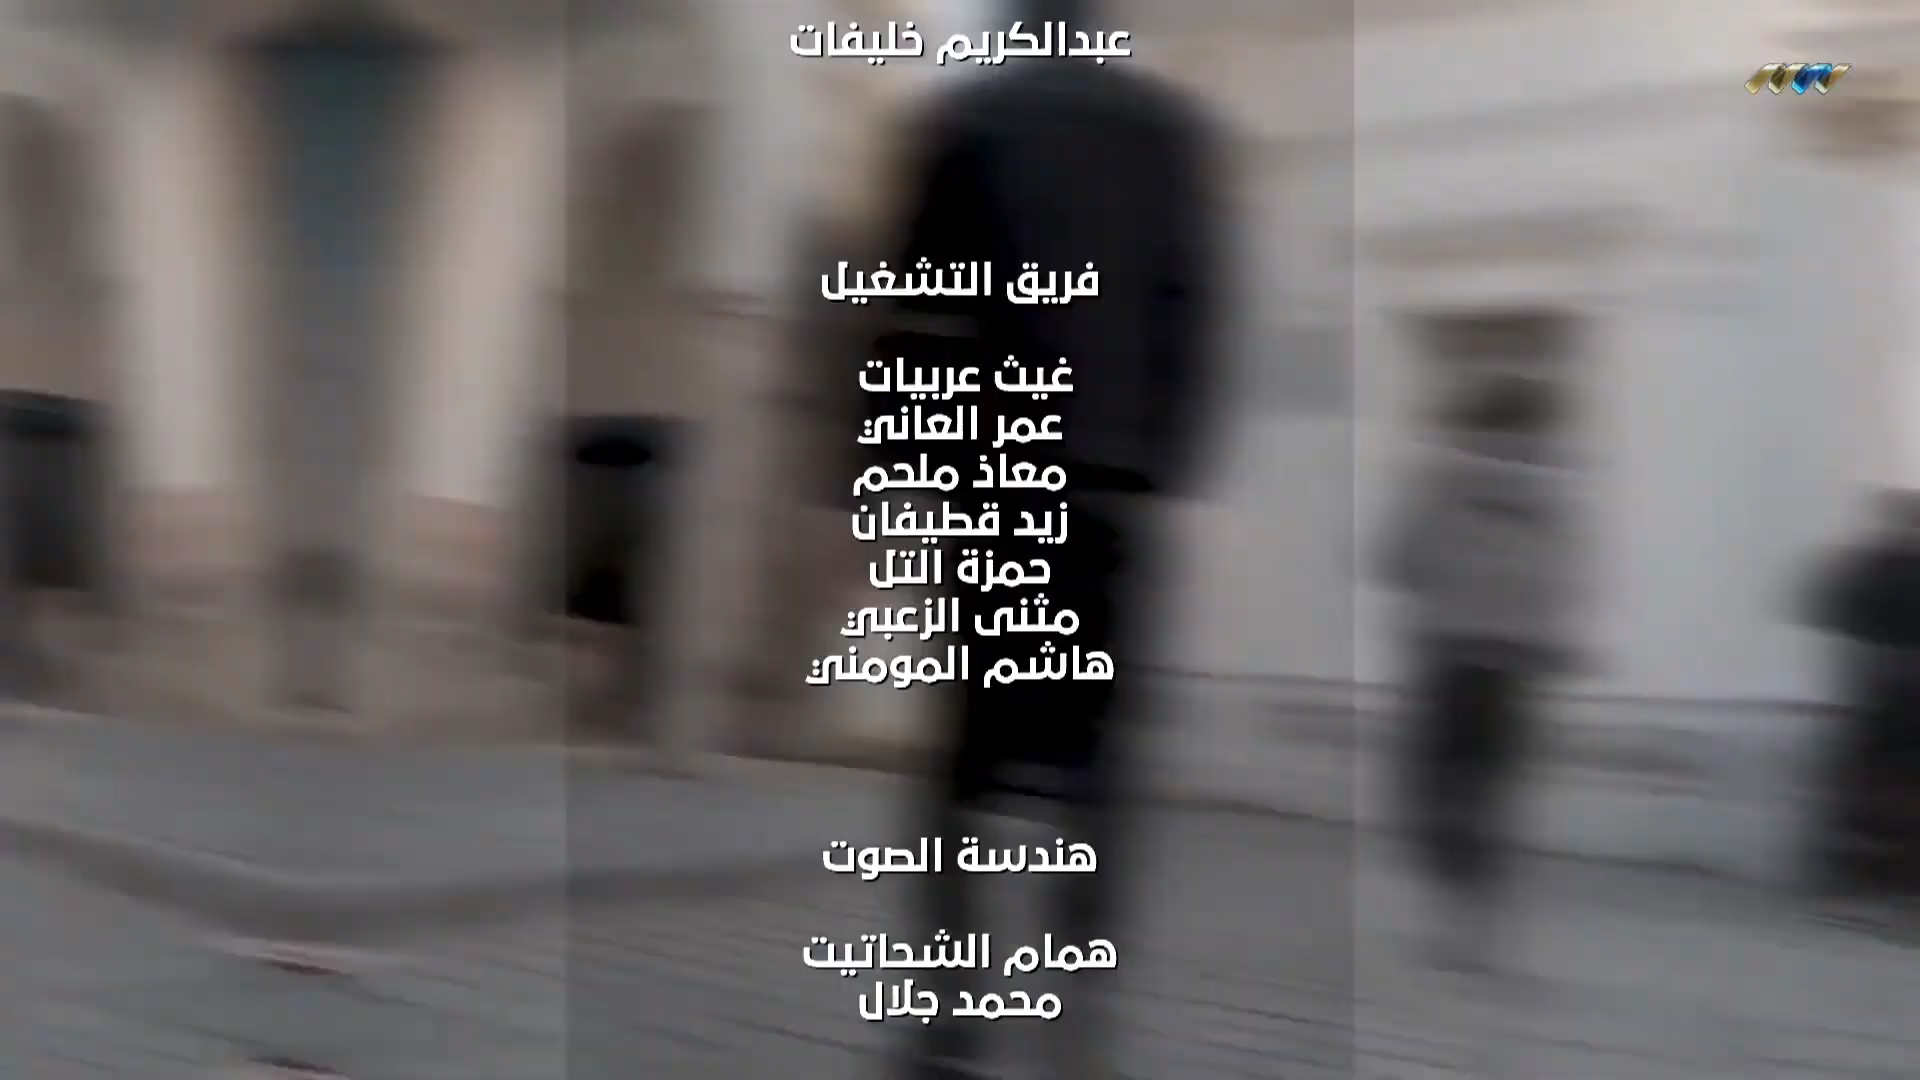 عبدالكريم خليفات
فريق التشغيل
غيث عربيات
عمر العاني
معاذ ملحم
زيد قطيفان
حمزة التل
مثنى الزعبي
هاشم المومني
هندسة الصوت
همام الشحاتيت
محمد جلال